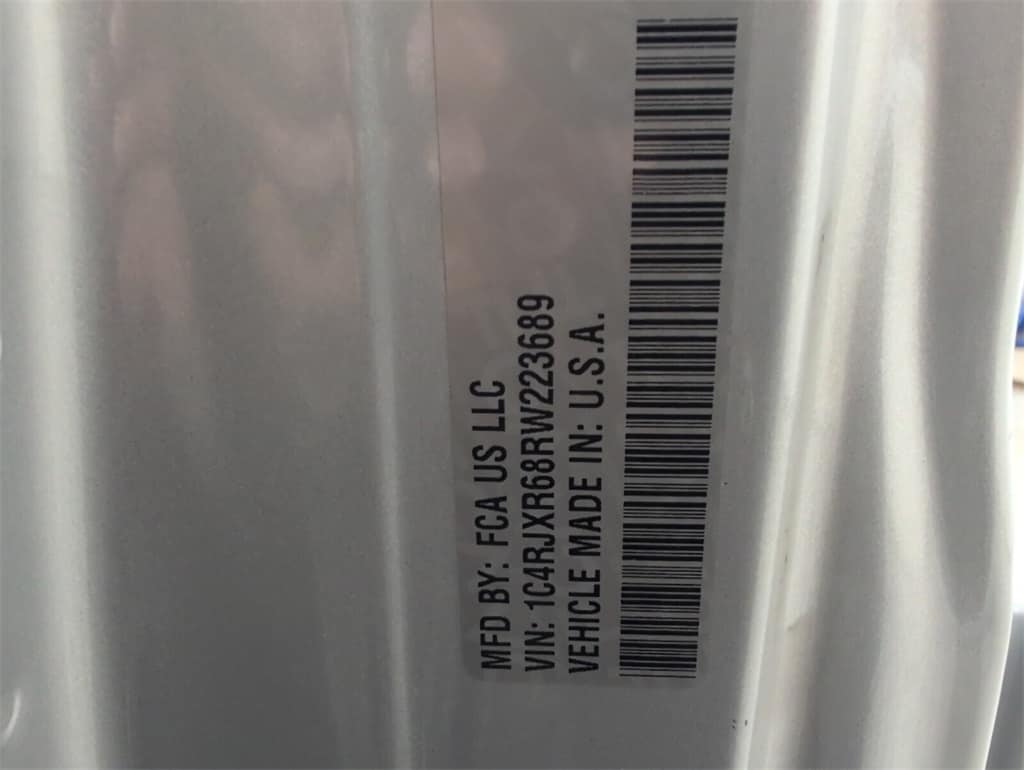 MFD BY: FCA US LLC
VIN: 1C4RJXR68RW223689
VEHICLE MADE IN: U.S.A.